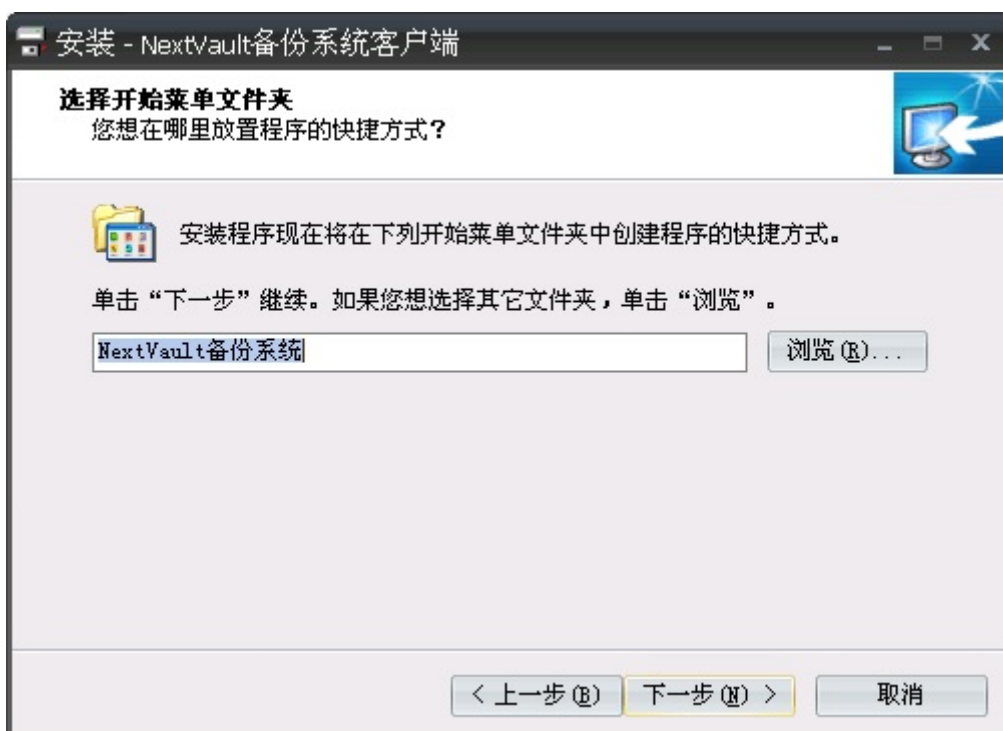 安装 - NextVault备份系统客户端
选择开始菜单文件夹
您想在哪里放置程序的快捷方式？
安装程序现在将在下列开始菜单文件夹中创建程序的快捷方式。
单击“下一步”继续。如果您想选择其它文件夹，单击“浏览”。
NextVault备份系统
浏览(R)...
< 上一步(B)
下一步(N) >
取消